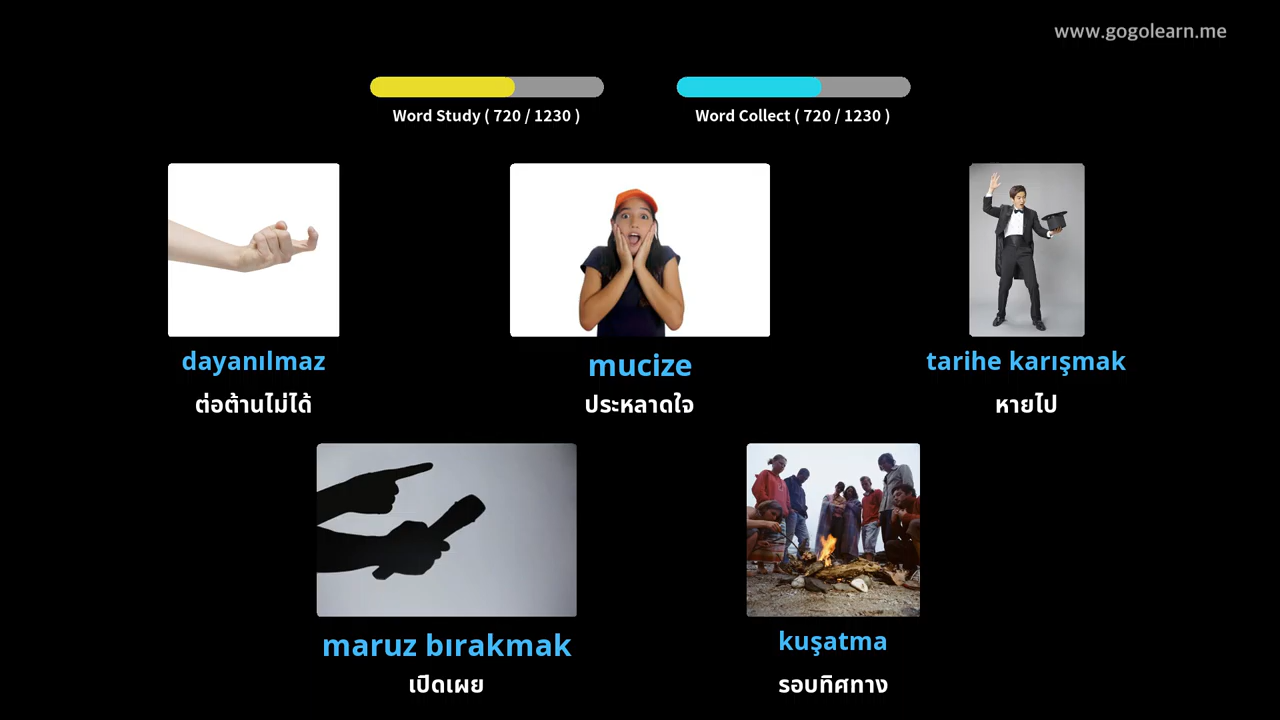 www.gogolearn.me
Word Study ( 720 / 1230 )
Word Collect ( 720 / 1230 )
dayanılmaz
ต่อต้านไม่ได้
mucize
ประหลาดใจ
tarihe karışmak
หายไป
maruz bırakmak
เปิดเผย
kuşatma
รอบทิศทาง